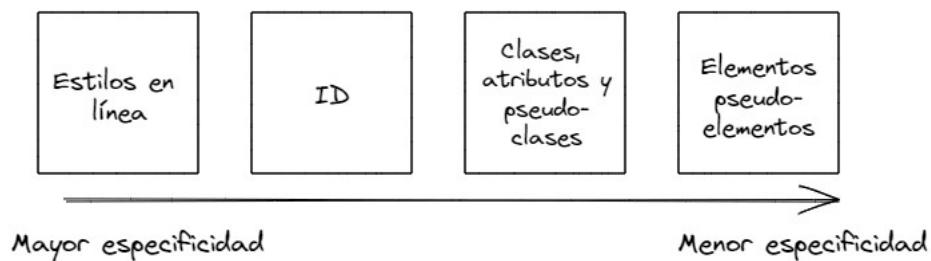 Estilos en
línea
ID
Clases,
atributos y
pseudo-
clases
Elementos
pseudo-
elementos
Mayor especificidad
Menor especificidad